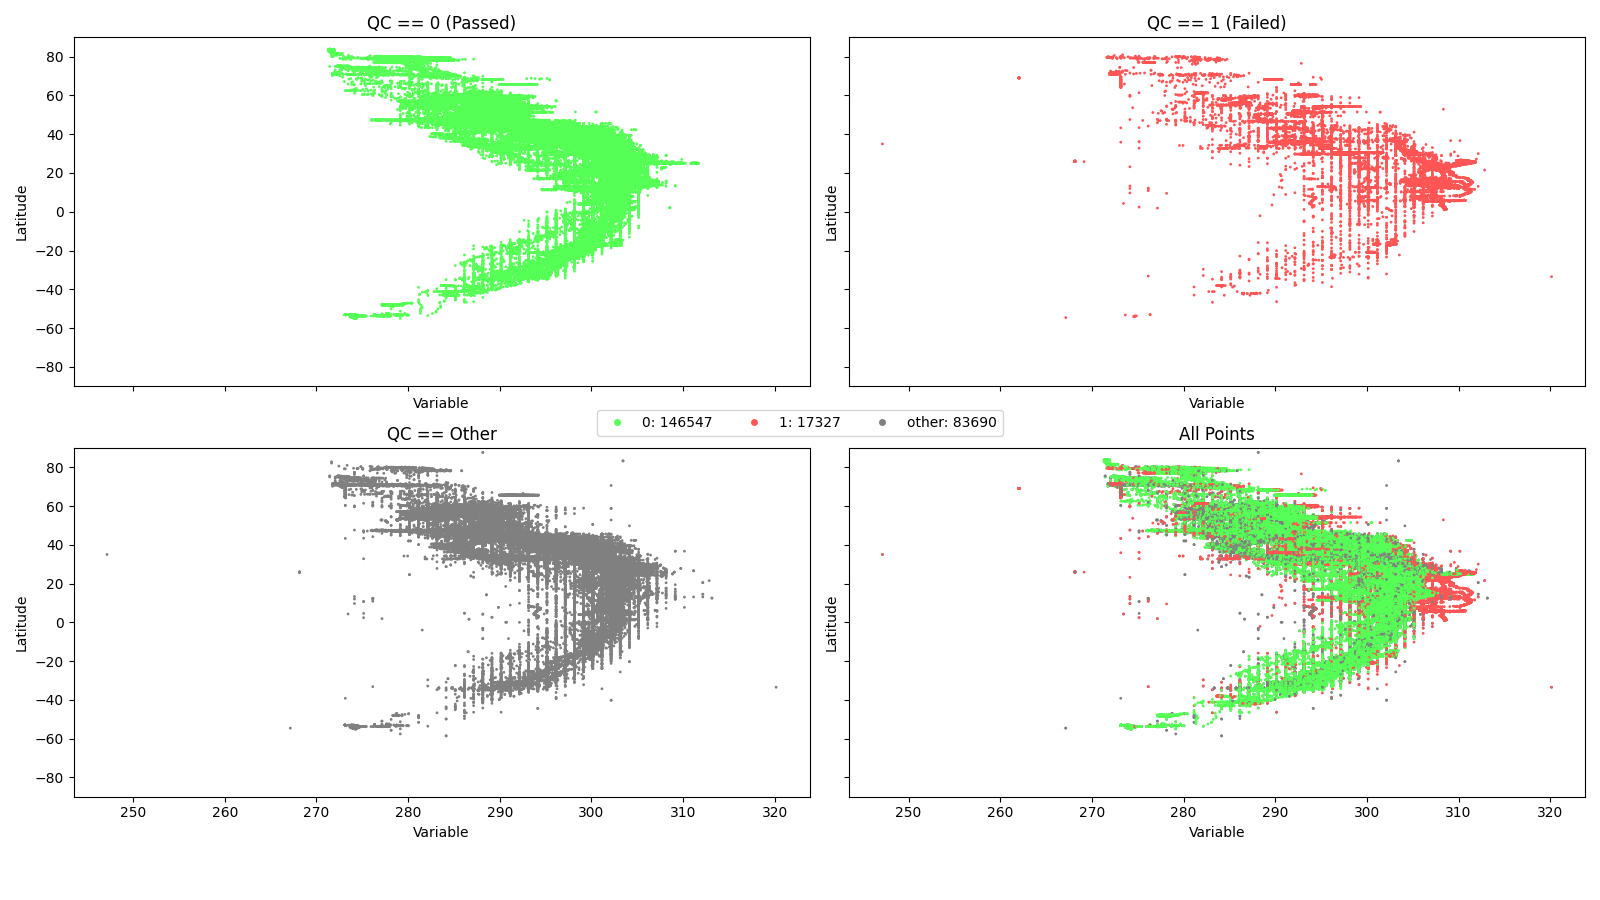 QC == 0 (Passed)
QC == 1 (Failed)
80
60
40
20
0
−20
−40
−60
−80
Latitude
Latitude
Variable
Variable
0: 146547
1: 17327
other: 83690
QC == Other
All Points
80
60
40
20
0
−20
−40
−60
−80
Latitude
Latitude
250 260 270 280 290 300 310 320
250 260 270 280 290 300 310 320
Variable
Variable